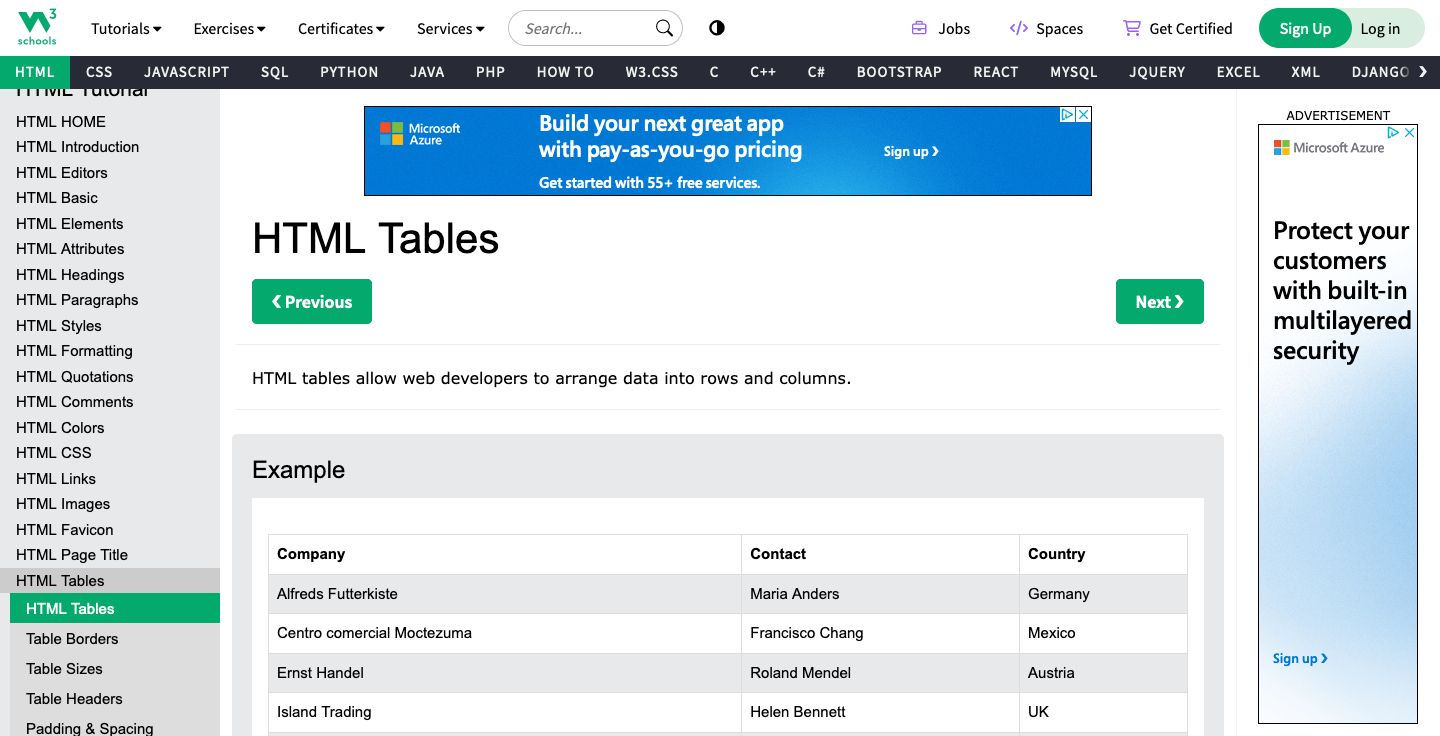 W3
schools
Tutorials
Exercises
Certificates
Services
Search...
Jobs
Spaces
Get Certified
Sign Up
Log in
HTML
CSS
JAVASCRIPT
SQL
PYTHON
JAVA
PHP
HOW TO
W3.CSS
C
C++
C#
BOOTSTRAP
REACT
MYSQL
JQUERY
EXCEL
XML
DJANGO
❯
HTML Tutorial
HTML HOME
HTML Introduction
HTML Editors
HTML Basic
HTML Elements
HTML Attributes
HTML Headings
HTML Paragraphs
HTML Styles
HTML Formatting
HTML Quotations
HTML Comments
HTML Colors
HTML CSS
HTML Links
HTML Images
HTML Favicon
HTML Page Title
HTML Tables
HTML Tables
Table Borders
Table Sizes
Table Headers
Padding & Spacing
Microsoft
Azure
Build your next great app
with pay-as-you-go pricing
Get started with 55+ free services.
Sign up ❯
HTML Tables
❮ Previous
Next ❯
HTML tables allow web developers to arrange data into rows and columns.
Example
Company Contact Country
Alfreds Futterkiste Maria Anders Germany
Centro comercial Moctezuma Francisco Chang Mexico
Ernst Handel Roland Mendel Austria
Island Trading Helen Bennett UK
ADVERTISEMENT
Microsoft Azure
Protect your
customers
with built-in
multilayered
security
Sign up ❯